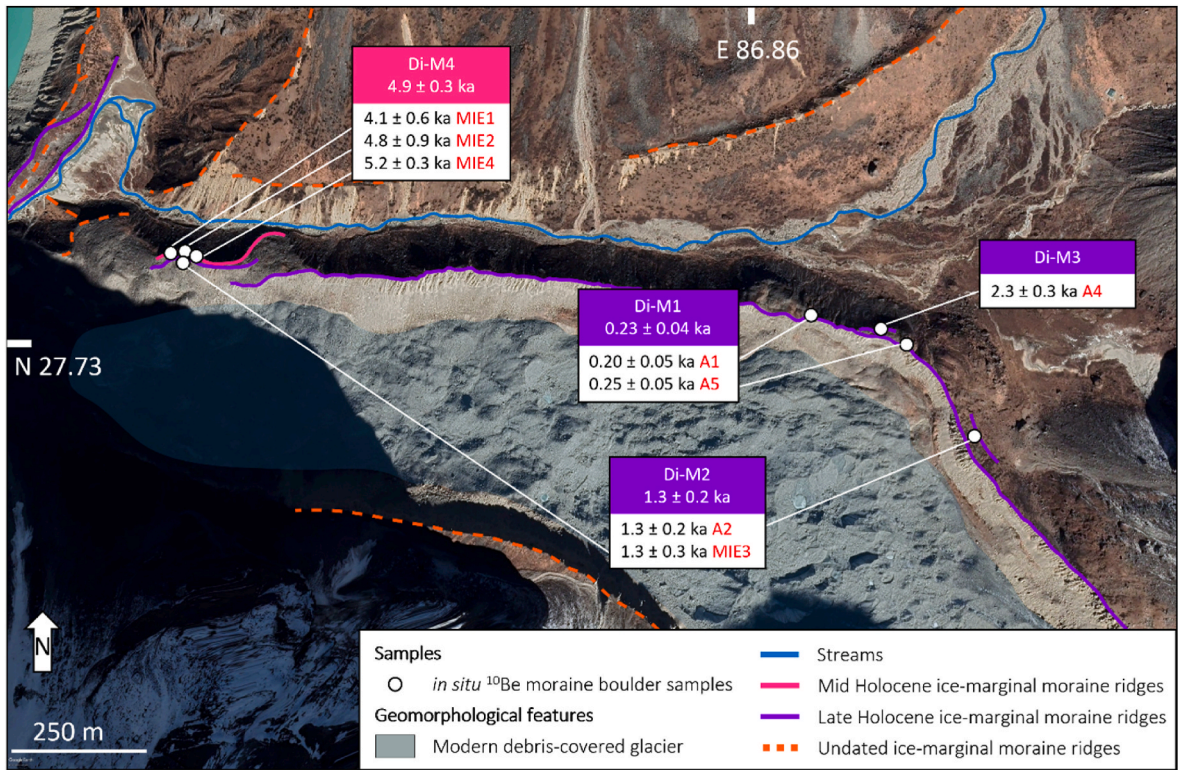 E 86.86
Di-M4
4.9 ± 0.3 ka
4.1 ± 0.6 ka MIE1
4.8 ± 0.9 ka MIE2
5.2 ± 0.3 ka MIE4
Di-M3
2.3 ± 0.3 ka A4
Di-M1
0.23 ± 0.04 ka
0.20 ± 0.05 ka A1
0.25 ± 0.05 ka A5
N 27.73
Di-M2
1.3 ± 0.2 ka
1.3 ± 0.2 ka A2
1.3 ± 0.3 ka MIE3
N
250 m
Samples
in situ ¹⁰Be moraine boulder samples
Geomorphological features
Modern debris-covered glacier
Streams
Mid Holocene ice-marginal moraine ridges
Late Holocene ice-marginal moraine ridges
Undated ice-marginal moraine ridges